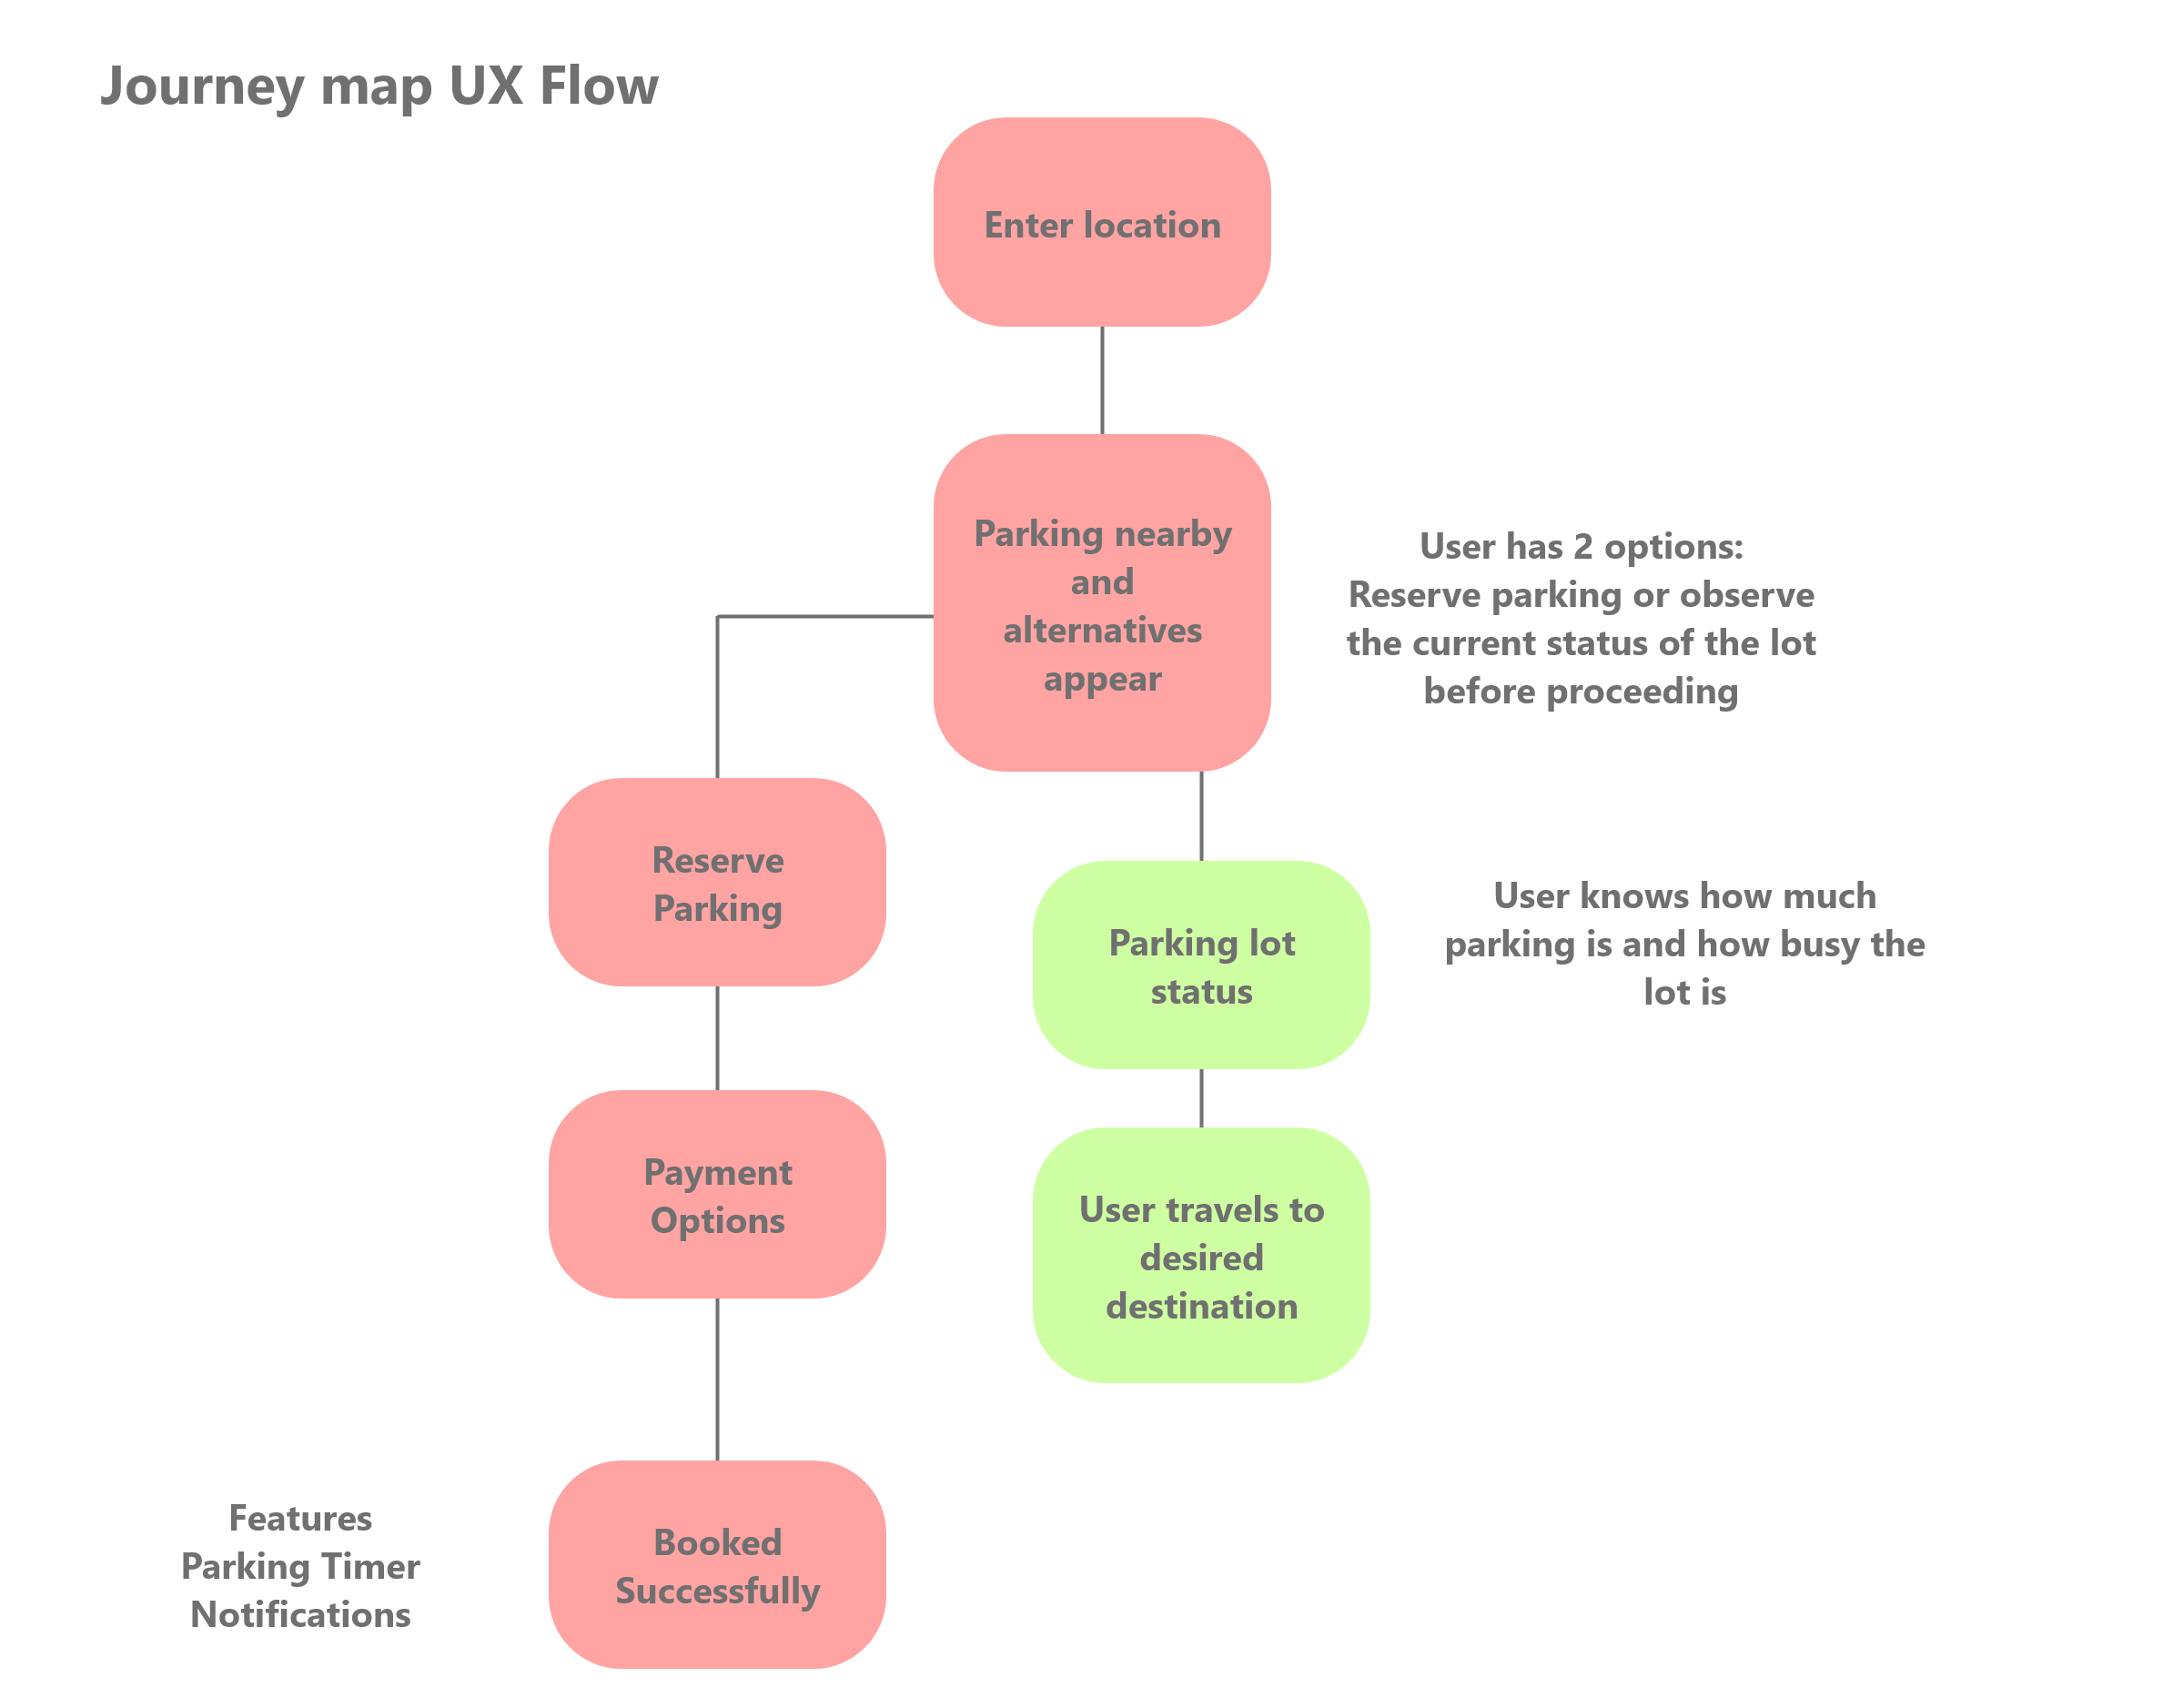 Journey map UX Flow
Enter location
Parking nearby
and
alternatives
appear
User has 2 options:
Reserve parking or observe
the current status of the lot
before proceeding
Reserve
Parking
Parking lot
status
User knows how much
parking is and how busy the
lot is
Payment
Options
User travels to
desired
destination
Booked
Successfully
Features
Parking Timer
Notifications